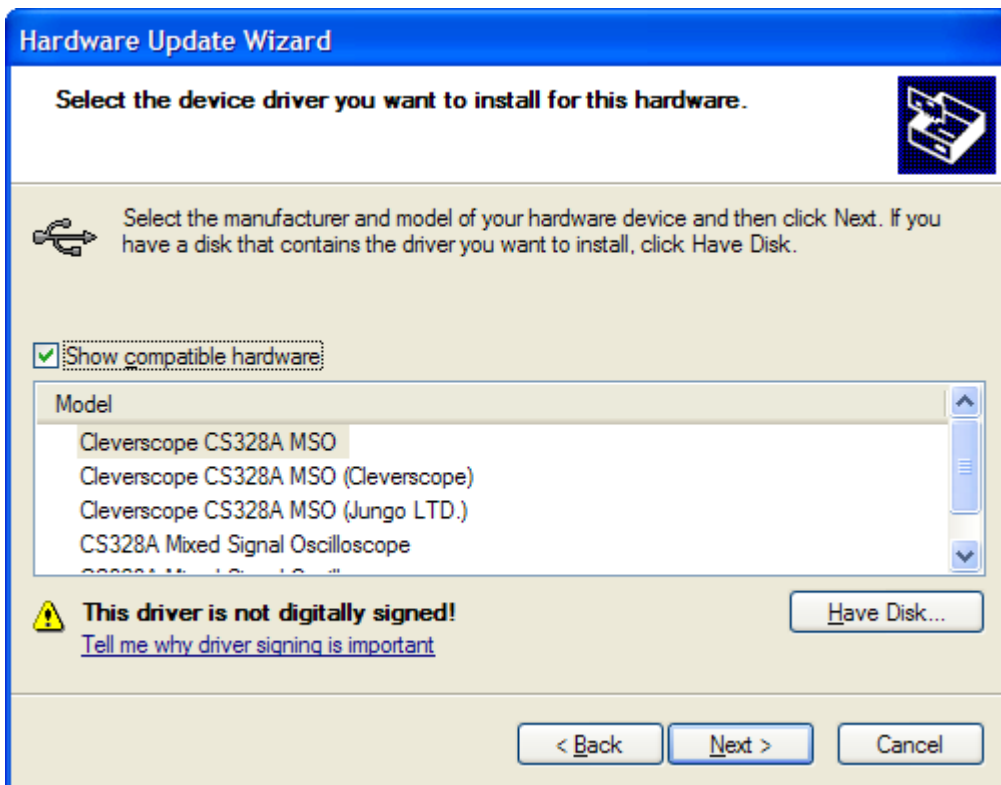 Hardware Update Wizard
Select the device driver you want to install for this hardware.
Select the manufacturer and model of your hardware device and then click Next. If you
have a disk that contains the driver you want to install, click Have Disk.
Show compatible hardware
Model
Cleverscope CS328A MSO
Cleverscope CS328A MSO (Cleverscope)
Cleverscope CS328A MSO (Jungo LTD.)
CS328A Mixed Signal Oscilloscope
This driver is not digitally signed!
Have Disk...
Tell me why driver signing is important
< Back
Next >
Cancel